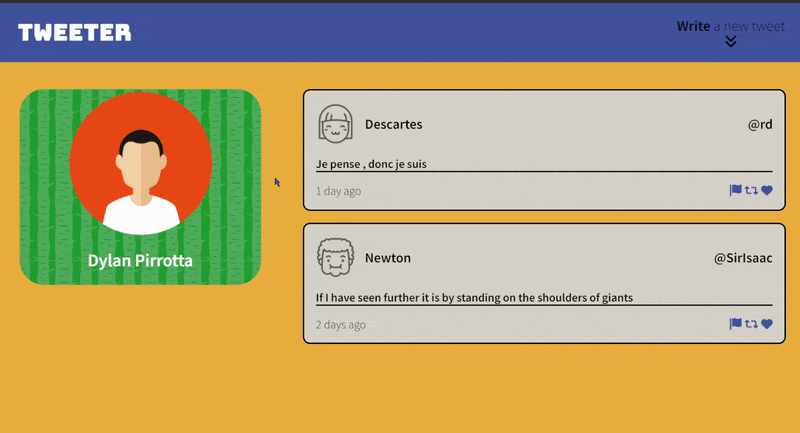 TWEETER
Write a new tweet
Dylan Pirrotta
Descartes
@rd
Je pense , donc je suis
1 day ago
Newton
@SirIsaac
If I have seen further it is by standing on the shoulders of giants
2 days ago